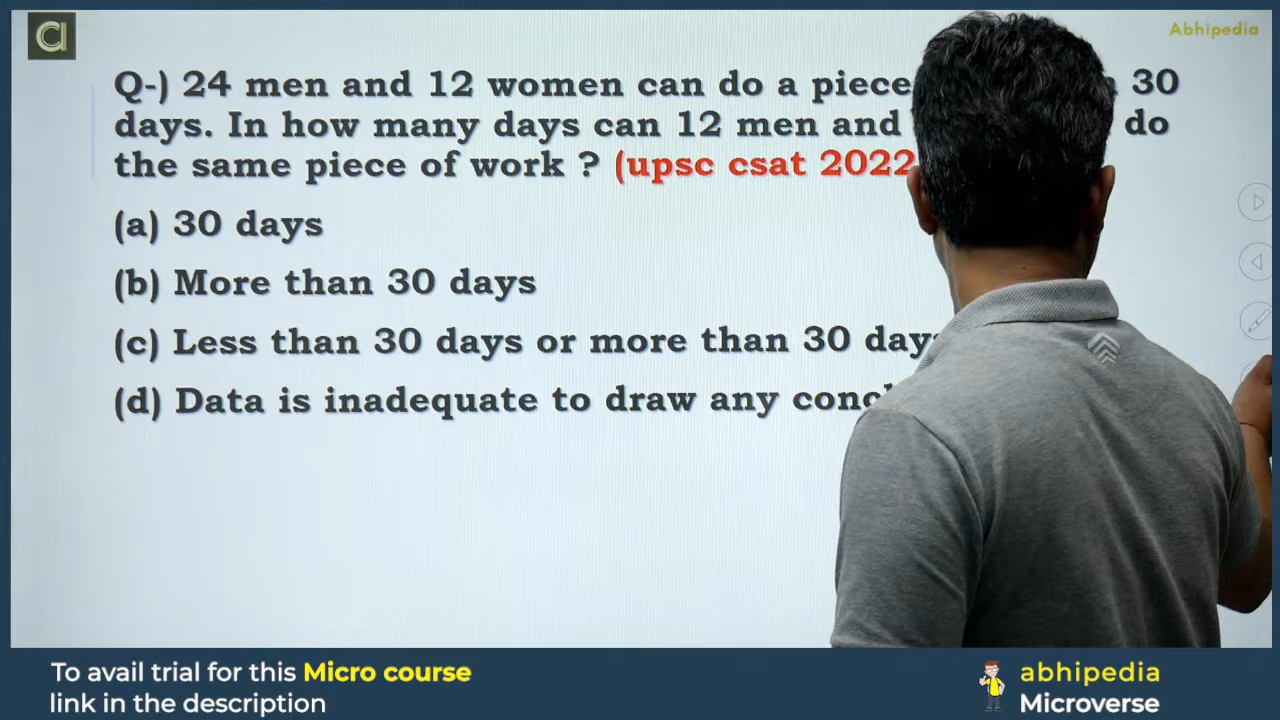 a
Abhipedia
Q-) 24 men and 12 women can do a piece 30
days. In how many days can 12 men and do
the same piece of work ? (upsc csat 2022
(a) 30 days
(b) More than 30 days
(c) Less than 30 days or more than 30
(d) Data is inadequate to draw any
To avail trial for this Micro course
link in the description
abhipedia
Microverse